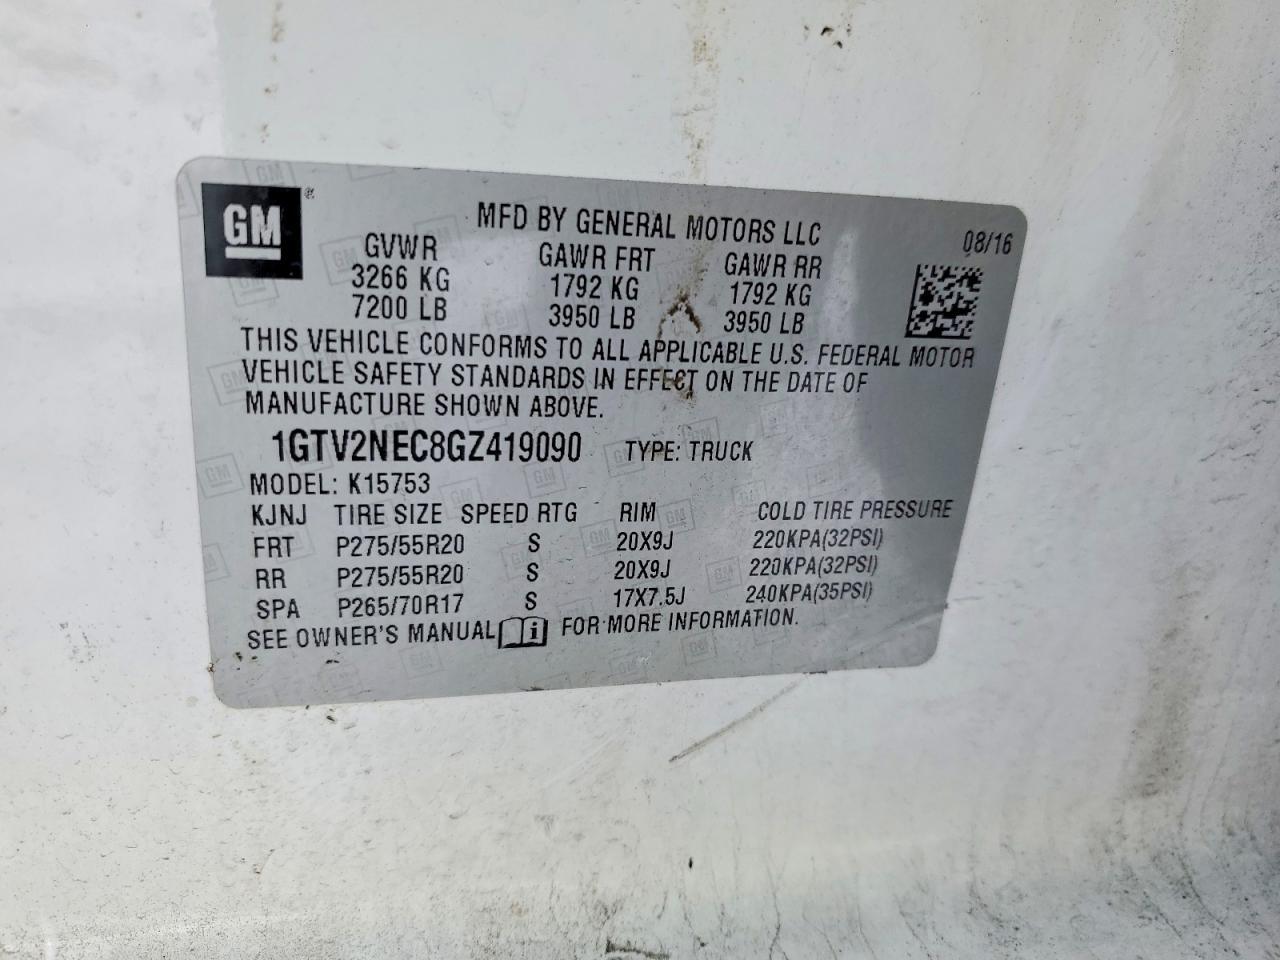 GM ®
MFD BY GENERAL MOTORS LLC
08/16
GVWR GAWR FRT GAWR RR
3266 KG 1792 KG 1792 KG
7200 LB 3950 LB 3950 LB
THIS VEHICLE CONFORMS TO ALL APPLICABLE U.S. FEDERAL MOTOR
VEHICLE SAFETY STANDARDS IN EFFECT ON THE DATE OF
MANUFACTURE SHOWN ABOVE.
1GTV2NEC8GZ419090 TYPE: TRUCK
MODEL: K15753
KJNJ TIRE SIZE SPEED RTG RIM COLD TIRE PRESSURE
FRT P275/55R20 S 20X9J 220KPA(32PSI)
RR P275/55R20 S 20X9J 220KPA(32PSI)
SPA P265/70R17 S 17X7.5J 240KPA(35PSI)
SEE OWNER'S MANUAL i FOR MORE INFORMATION.